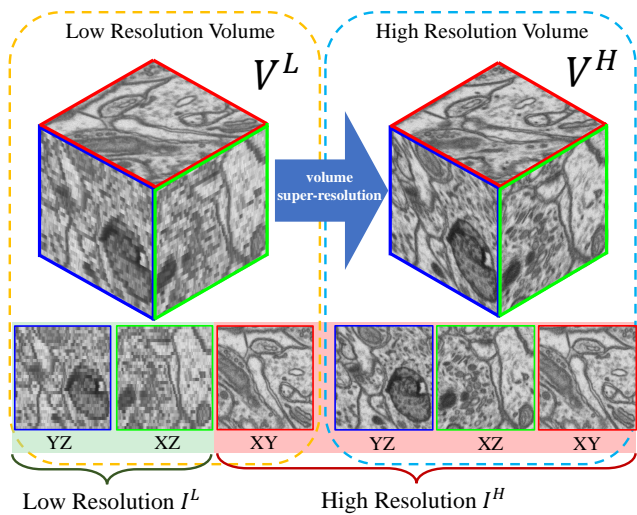 Low Resolution Volume
High Resolution Volume
V^L
V^H
volume
super-resolution
YZ
XZ
XY
YZ
XZ
XY
Low Resolution I^L
High Resolution I^H